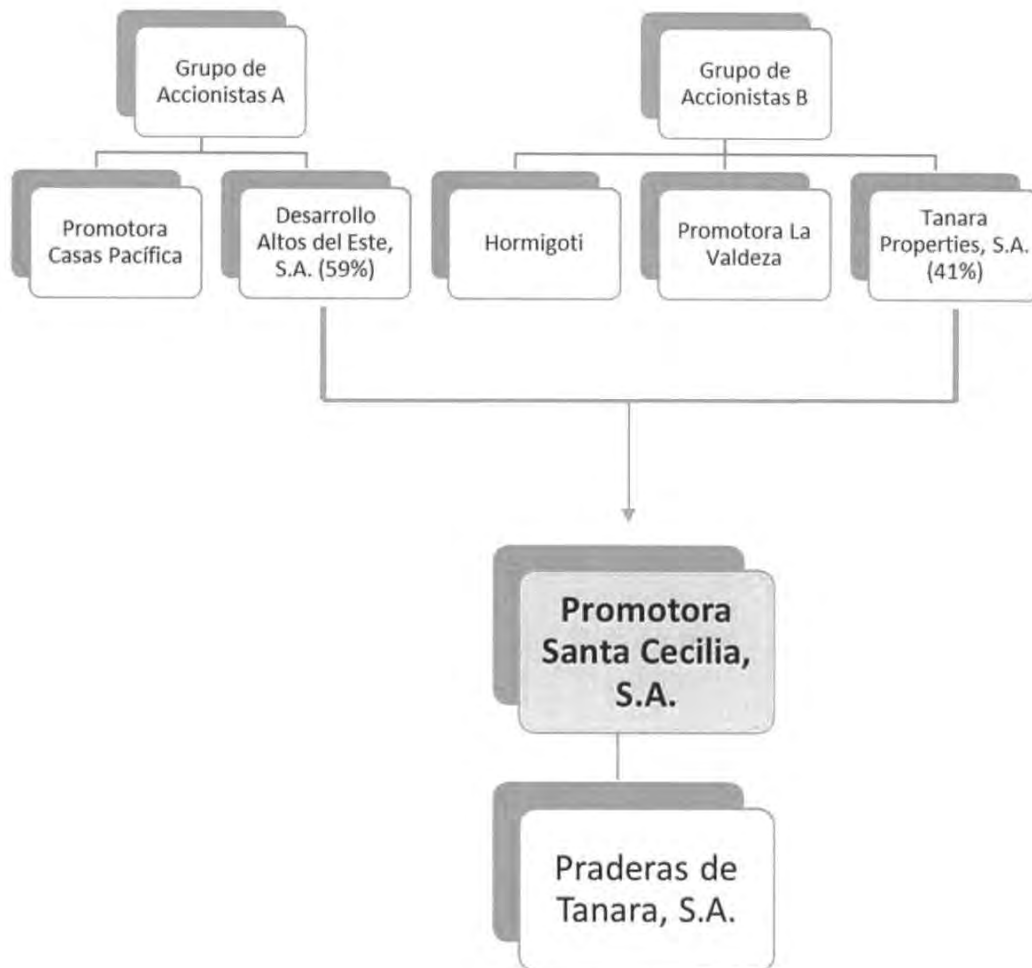 Grupo de
Accionistas A
Grupo de
Accionistas B
Promotora
Casas Pacífica
Desarrollo
Altos del Este,
S.A. (59%)
Hormigoti
Promotora La
Valdeza
Tanara
Properties, S.A.
(41%)
Promotora
Santa Cecilia,
S.A.
Praderas de
Tanara, S.A.